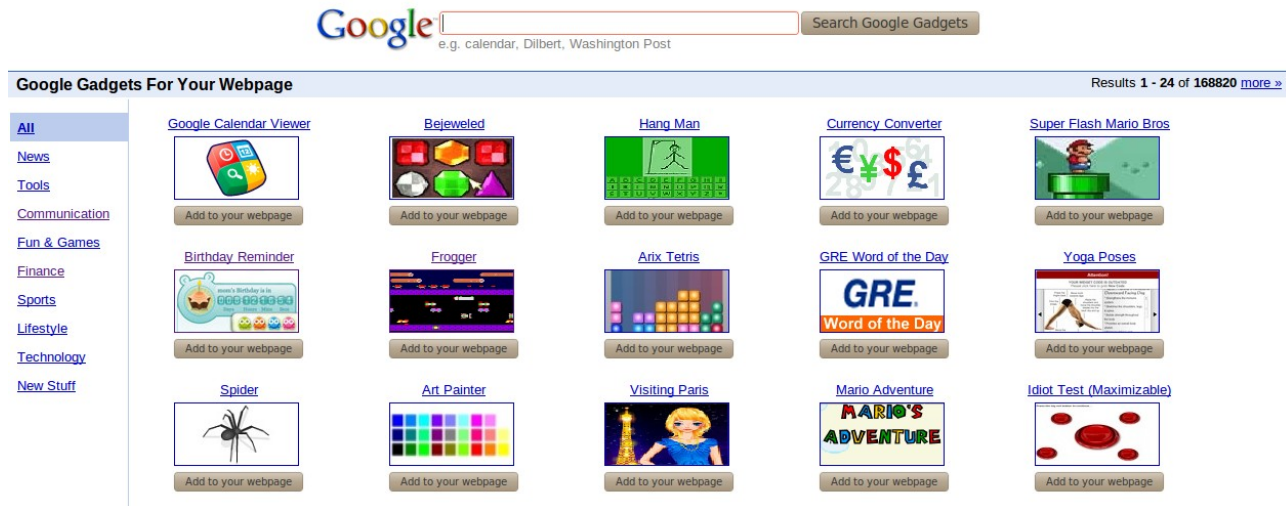 Google
Search Google Gadgets
e.g. calendar, Dilbert, Washington Post
Google Gadgets For Your Webpage
Results 1 - 24 of 168820 more »
All
News
Tools
Communication
Fun & Games
Finance
Sports
Lifestyle
Technology
New Stuff
Google Calendar Viewer
Bejeweled
Hang Man
Currency Converter
Super Flash Mario Bros
Add to your webpage
Add to your webpage
Add to your webpage
Add to your webpage
Add to your webpage
Birthday Reminder
Frogger
Arix Tetris
GRE Word of the Day
Yoga Poses
mom's Birthday is in
GRE.
Word of the Day
Add to your webpage
Add to your webpage
Add to your webpage
Add to your webpage
Add to your webpage
Spider
Art Painter
Visiting Paris
Mario Adventure
Idiot Test (Maximizable)
MARIO'S
ADVENTURE
Add to your webpage
Add to your webpage
Add to your webpage
Add to your webpage
Add to your webpage